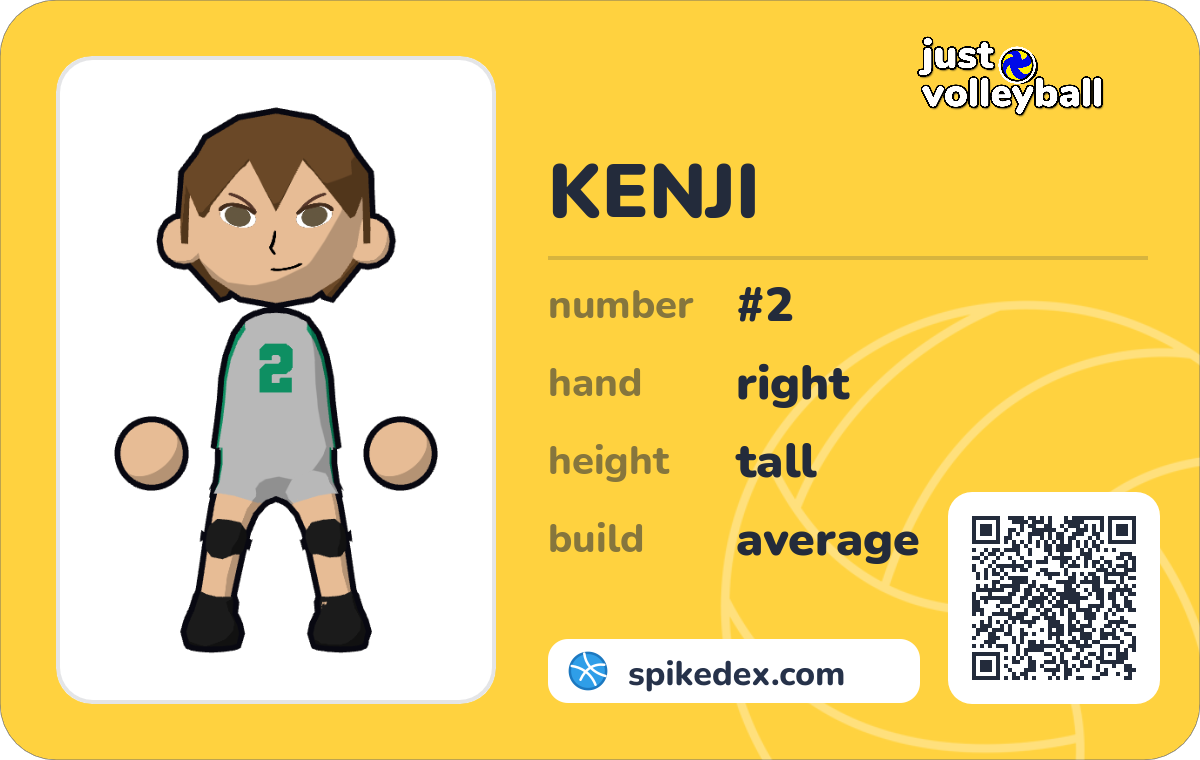 just
volleyball
KENJI
number #2
hand right
height tall
build average
2
spikedex.com